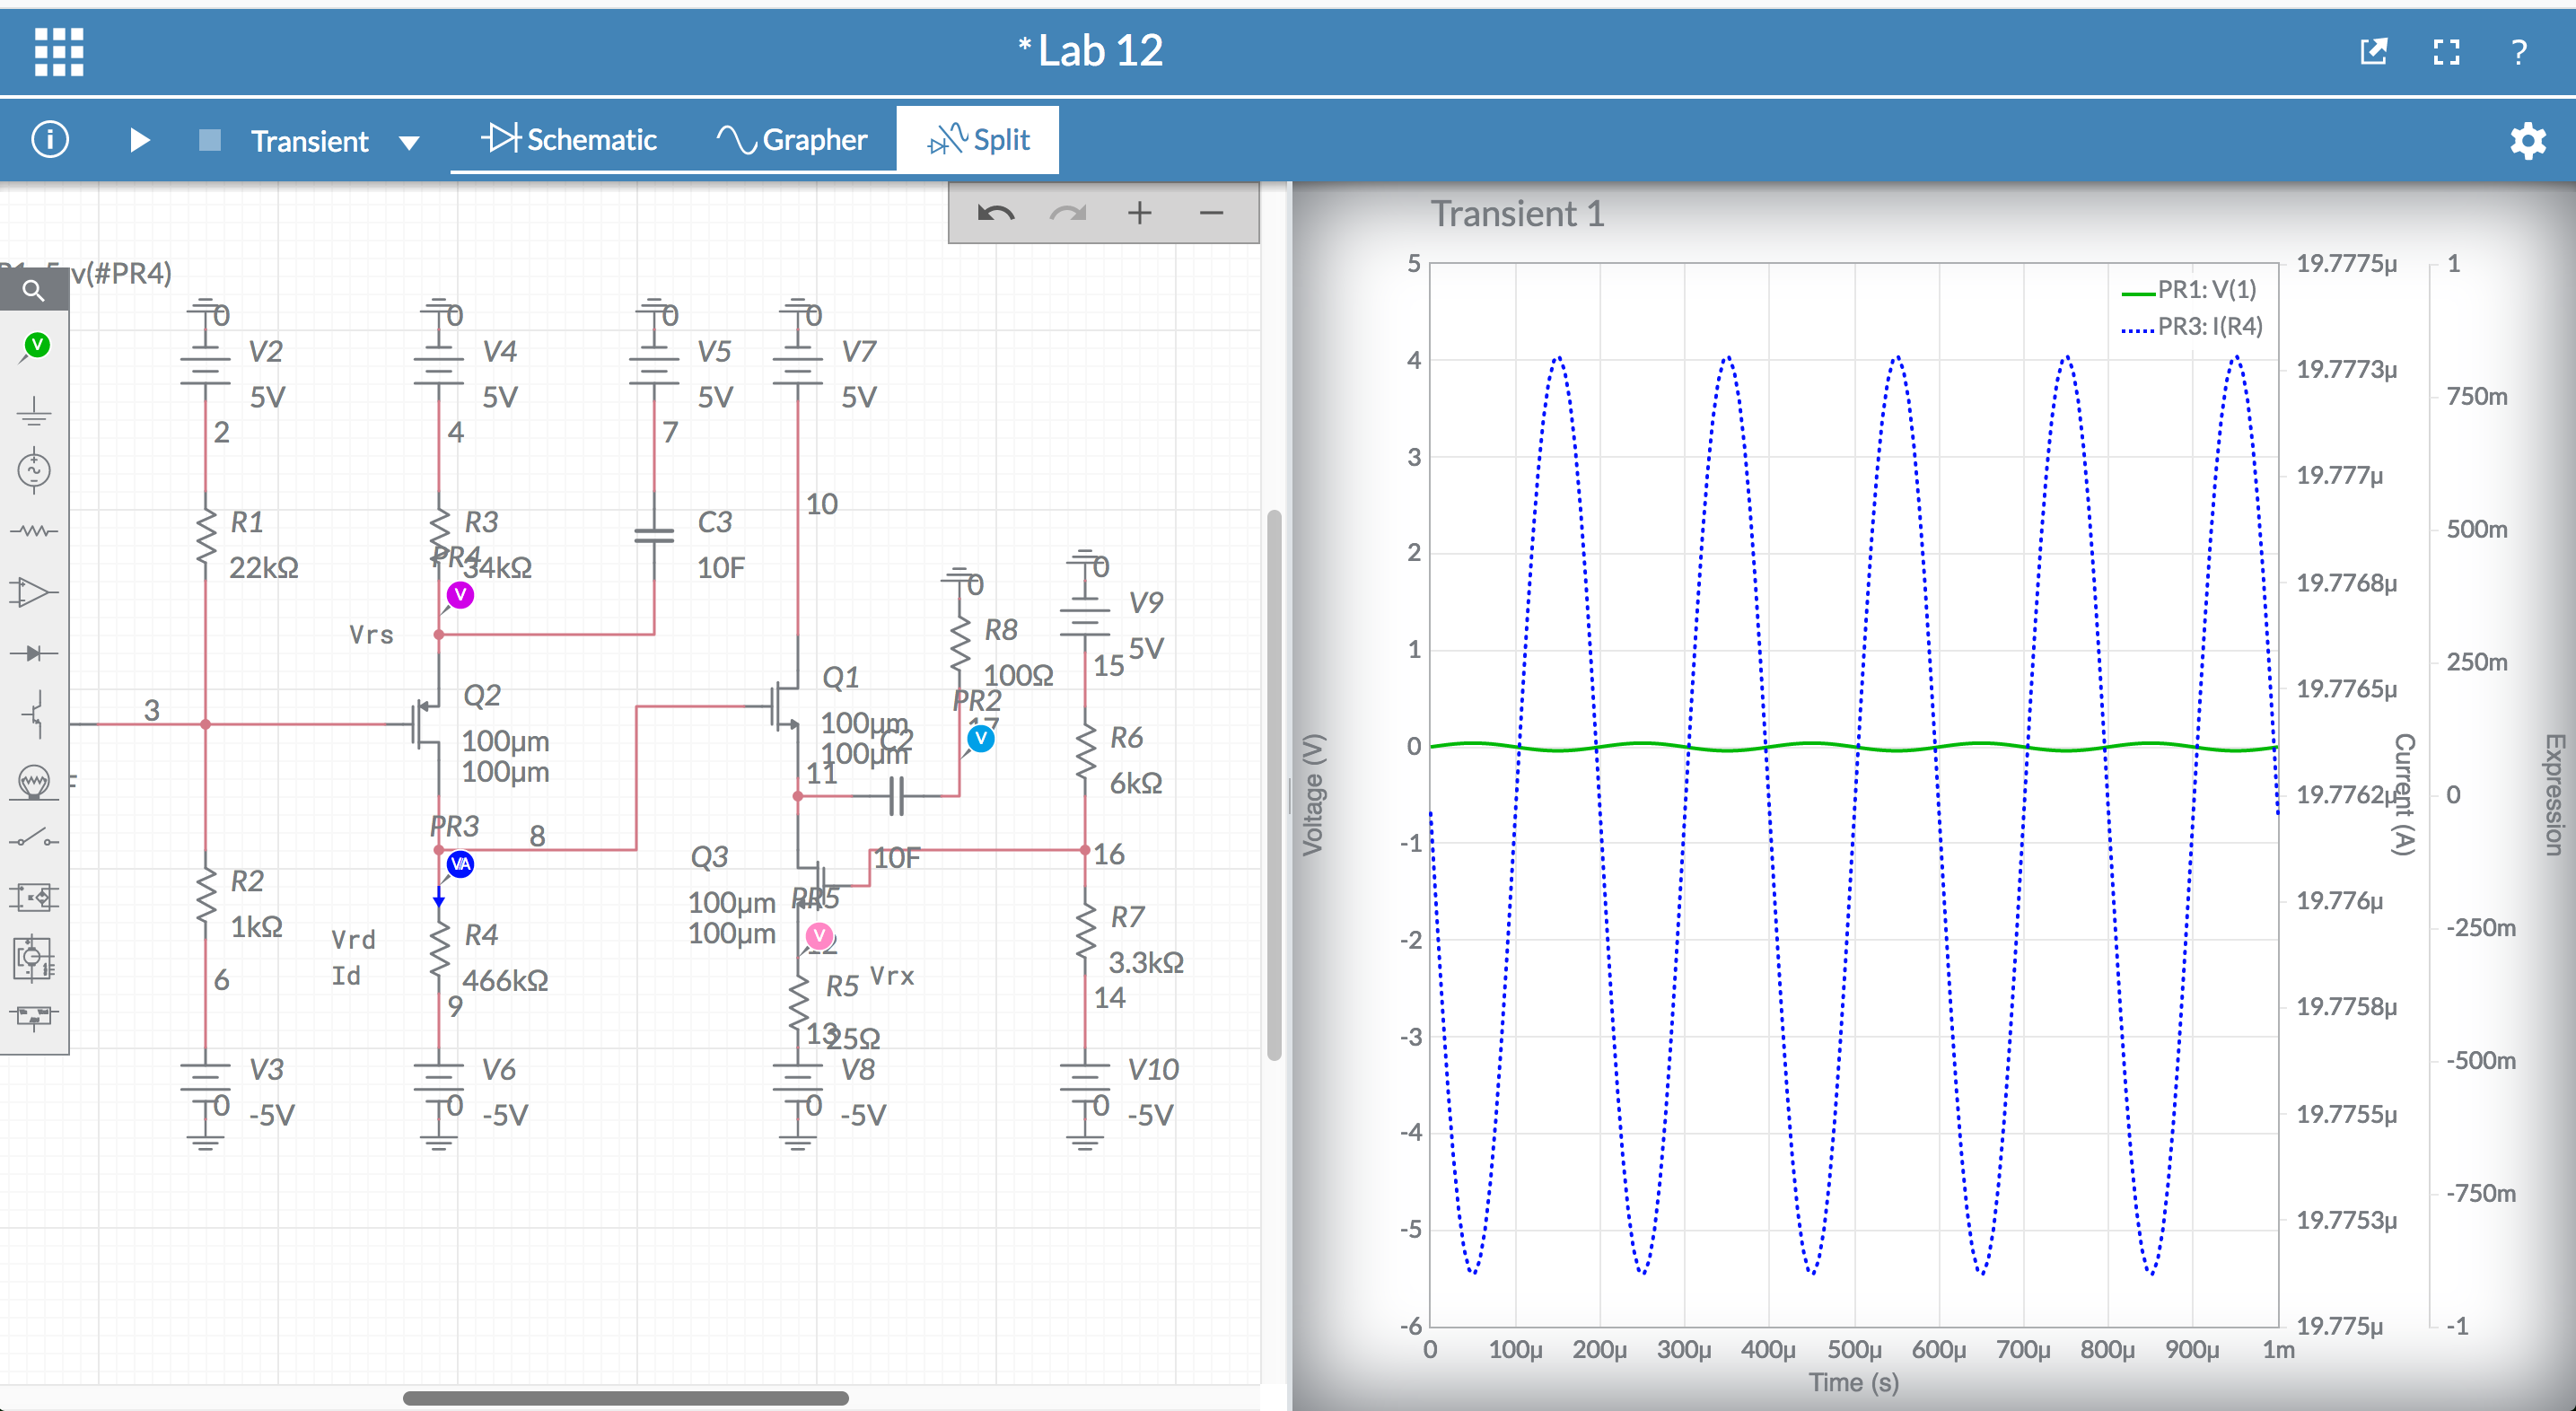 * Lab 12
Transient
Schematic
Grapher
Split
v(#PR4)
0
0
0
0
V2
5V
V4
5V
V5
5V
V7
5V
2
4
7
10
R1
22kΩ
R3
34kΩ
PR4
V
C3
10F
0
0
V9
5V
R8
100Ω
15
Vrs
Q2
100µm
100µm
Q1
100µm
100µm
C2
PR2
17
V
R6
6kΩ
3
11
PR3
8
VA
10F
16
Q3
100µm
100µm
PR5
V
12
R2
1kΩ
Vrd
Id
R4
466kΩ
R5
25Ω
Vrx
R7
3.3kΩ
6
9
13
14
V3
-5V
V6
-5V
V8
-5V
V10
-5V
0
0
0
0
V
Transient 1
PR1: V(1)
PR3: I(R4)
5
4
3
2
1
0
-1
-2
-3
-4
-5
-6
Voltage (V)
0
100µ
200µ
300µ
400µ
500µ
600µ
700µ
800µ
900µ
1m
Time (s)
19.7775µ
19.7773µ
19.777µ
19.7768µ
19.7765µ
19.7762µ
19.776µ
19.7758µ
19.7755µ
19.7753µ
19.775µ
Current (A)
1
750m
500m
250m
0
-250m
-500m
-750m
-1
Expression